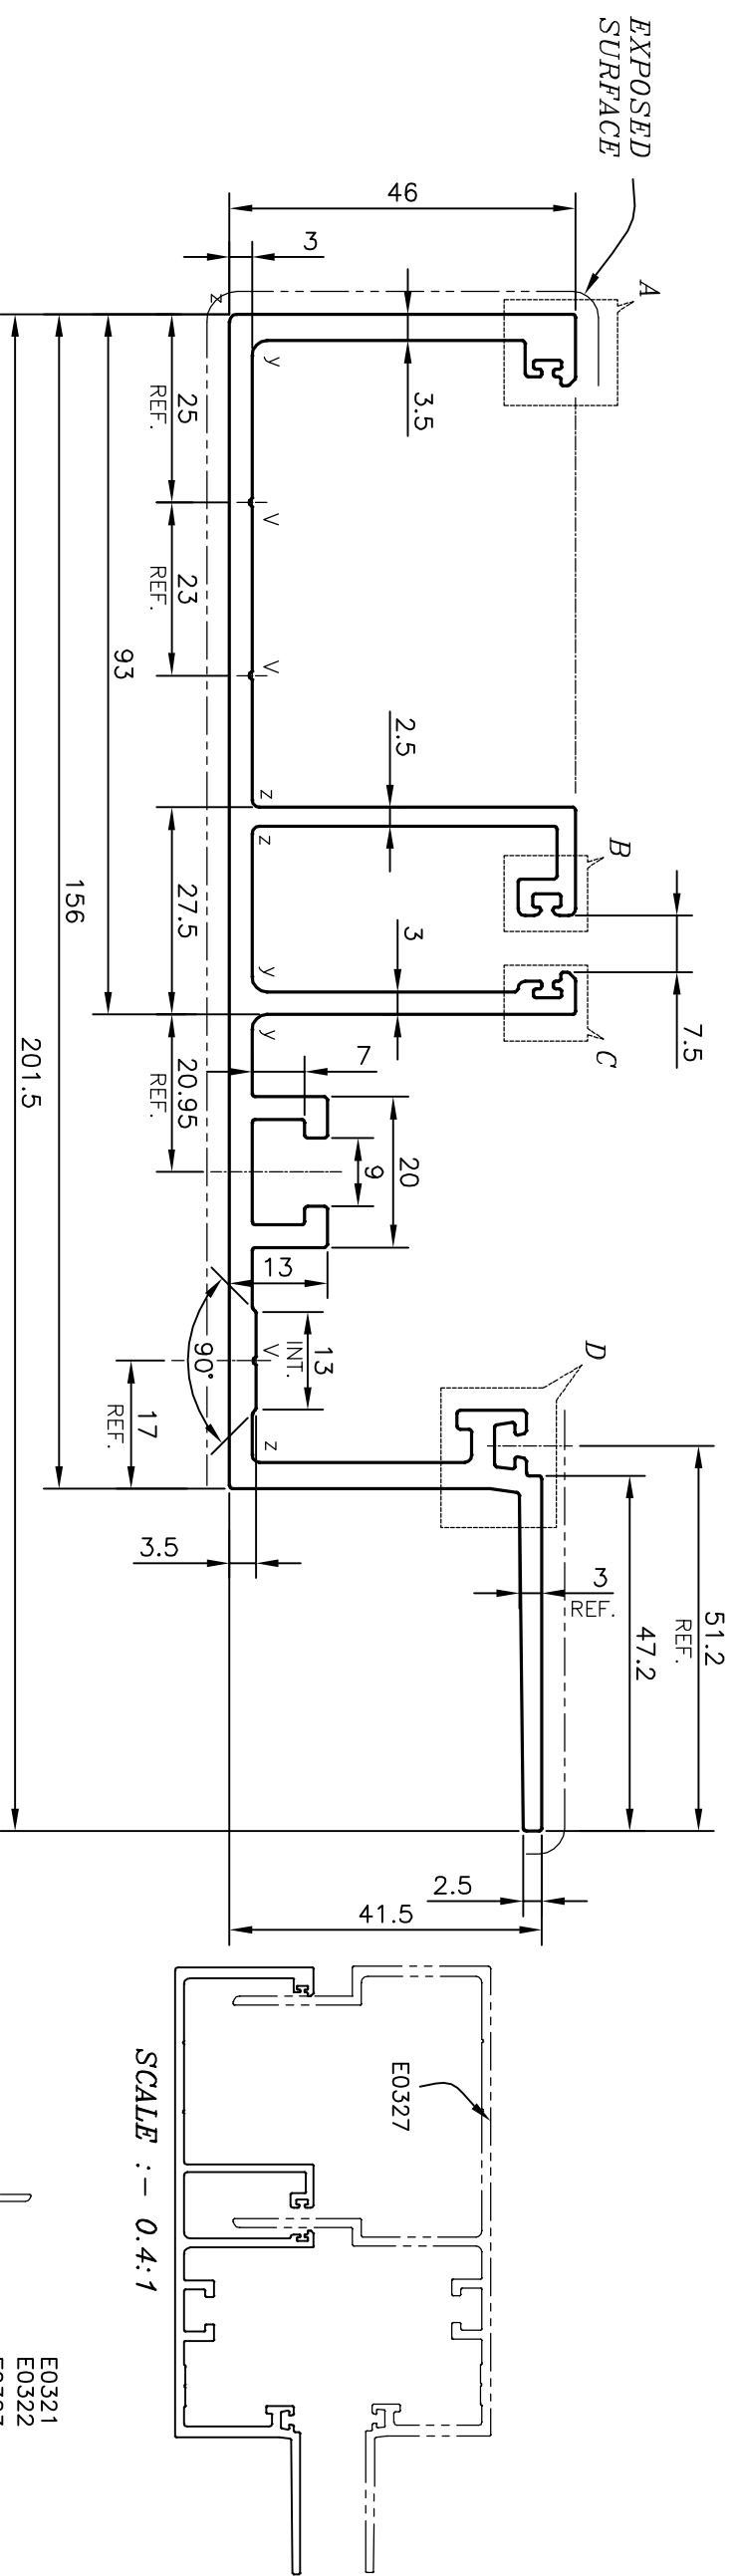 EXPOSED
SURFACE
A
46
3
z
y
3.5
25
REF.
V
23
REF.
V
93
156
201.5
2.5
z
z
B
27.5
3
y
y
7.5
C
7
20.95
REF.
20
9
13
13
INT.
V
90°
17
REF.
z
D
3.5
3
REF.
51.2
REF.
47.2
2.5
41.5
E0327
SCALE :- 0.4:1
E0321
E0322